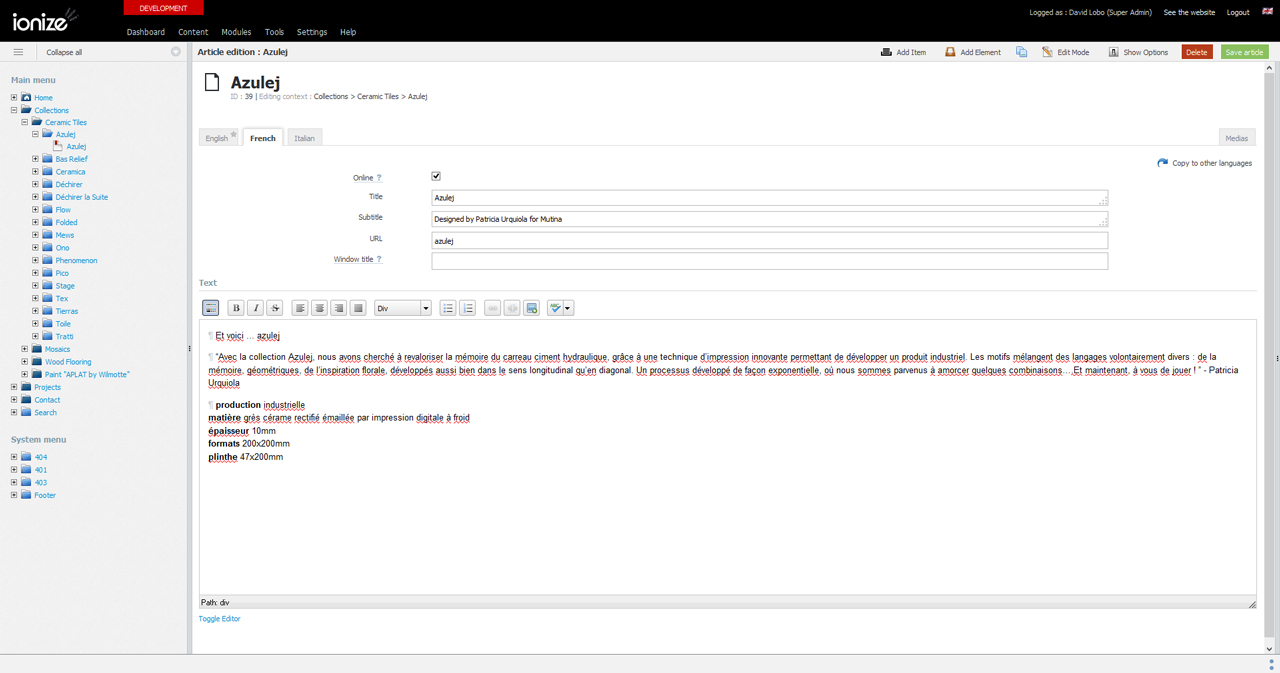 ionize
DEVELOPMENT
Logged as : David Lobo (Super Admin) See the website Logout
Dashboard Content Modules Tools Settings Help
Collapse all
Article edition : Azulej
Add Item Add Element Edit Mode Show Options Delete Save article
Main menu
Home
Collections
Ceramic Tiles
Azulej
Azulej
Bas Relief
Ceramica
Déchirer
Déchirer la Suite
Flow
Folded
Mews
Ono
Phenomenon
Pico
Stage
Tex
Tierras
Toile
Tratti
Mosaics
Wood Flooring
Paint "APLAT by Wilmotte"
Projects
Contact
Search
System menu
404
401
403
Footer
Azulej
ID : 39 | Editing context : Collections > Ceramic Tiles > Azulej
English French Italian Medias
Copy to other languages
Online ?
Title Azulej
Subtitle Designed by Patricia Urquiola for Mutina
URL azulej
Window title ?
Text
B I S Div ABC
¶ Et voici ... azulej
¶ "Avec la collection Azulej, nous avons cherché à revaloriser la mémoire du carreau ciment hydraulique, grâce à une technique d'impression innovante permettant de développer un produit industriel. Les motifs mélangent des langages volontairement divers : de la
mémoire, géométriques, de l'inspiration florale, développés aussi bien dans le sens longitudinal qu'en diagonal. Un processus développé de façon exponentielle, où nous sommes parvenus à amorcer quelques combinaisons....Et maintenant, à vous de jouer ! " - Patricia
Urquiola
¶ production industrielle
matière grès cérame rectifié émaillée par impression digitale à froid
épaisseur 10mm
formats 200x200mm
plinthe 47x200mm
Path: div
Toggle Editor